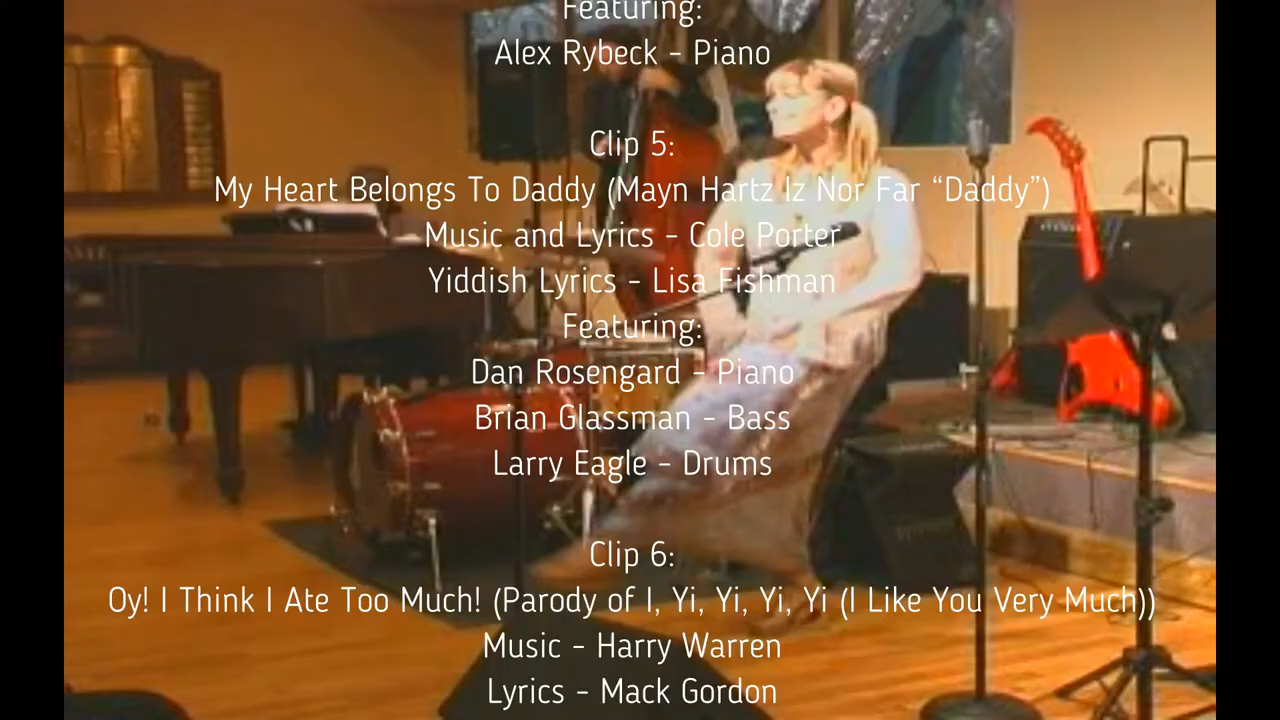 Featuring:
Alex Rybeck - Piano
Clip 5:
My Heart Belongs To Daddy (Mayn Hartz Iz Nor Far “Daddy”)
Music and Lyrics - Cole Porter
Yiddish Lyrics - Lisa Fishman
Featuring:
Dan Rosengard - Piano
Brian Glassman - Bass
Larry Eagle - Drums
Clip 6:
Oy! I Think I Ate Too Much! (Parody of I, Yi, Yi, Yi, Yi (I Like You Very Much))
Music - Harry Warren
Lyrics - Mack Gordon